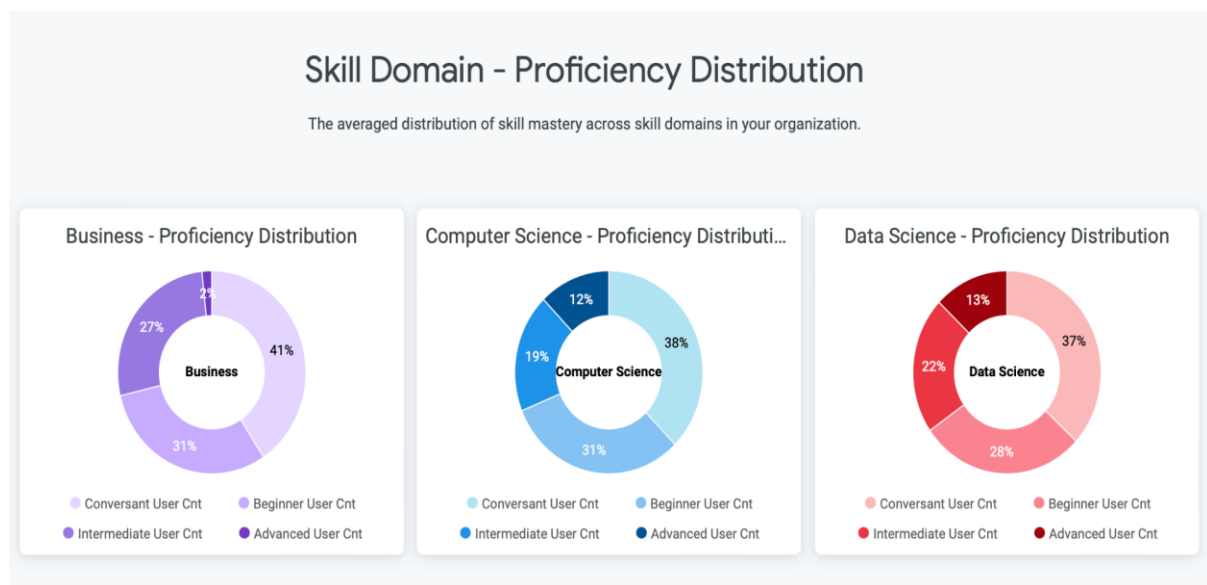 Skill Domain - Proficiency Distribution
The averaged distribution of skill mastery across skill domains in your organization.
Business - Proficiency Distribution
2%
27%
41%
Business
31%
Conversant User Cnt
Beginner User Cnt
Intermediate User Cnt
Advanced User Cnt
Computer Science - Proficiency Distributi...
12%
38%
19%
Computer Science
31%
Conversant User Cnt
Beginner User Cnt
Intermediate User Cnt
Advanced User Cnt
Data Science - Proficiency Distribution
13%
37%
22%
Data Science
28%
Conversant User Cnt
Beginner User Cnt
Intermediate User Cnt
Advanced User Cnt